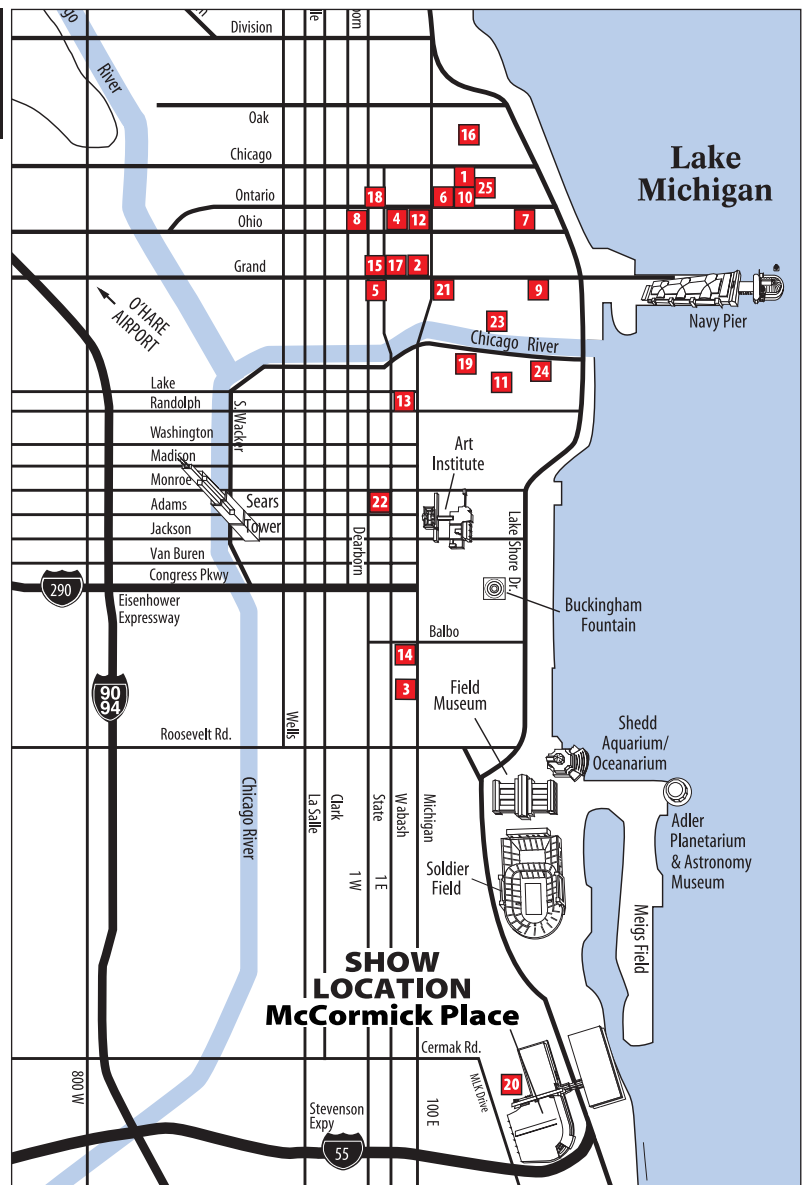 Division
lle
orn
go
River
Oak
16
Chicago
Lake
Michigan
1
25
Ontario
18
6
10
Ohio
8
4
12
7
Grand
15
17
2
5
21
9
O'HARE
AIRPORT
Navy Pier
23
Chicago River
19
11
24
Lake
13
Randolph
S. Wacker
Washington
Madison
Monroe
Art
Institute
Adams
Sears
Tower
22
Jackson
Dearborn
Lake Shore Dr.
Van Buren
Congress Pkwy
290
Eisenhower
Expressway
Buckingham
Fountain
Balbo
14
3
90
94
Field
Museum
Roosevelt Rd.
Wells
Shedd
Aquarium/
Oceanarium
Chicago River
La Salle
Clark
State
Wabash
Michigan
1 W
1 E
Adler
Planetarium
& Astronomy
Museum
Soldier
Field
Meigs Field
SHOW
LOCATION
McCormick Place
Cermak Rd.
800 W
100 E
MLK Drive
20
Stevenson
Expy
55